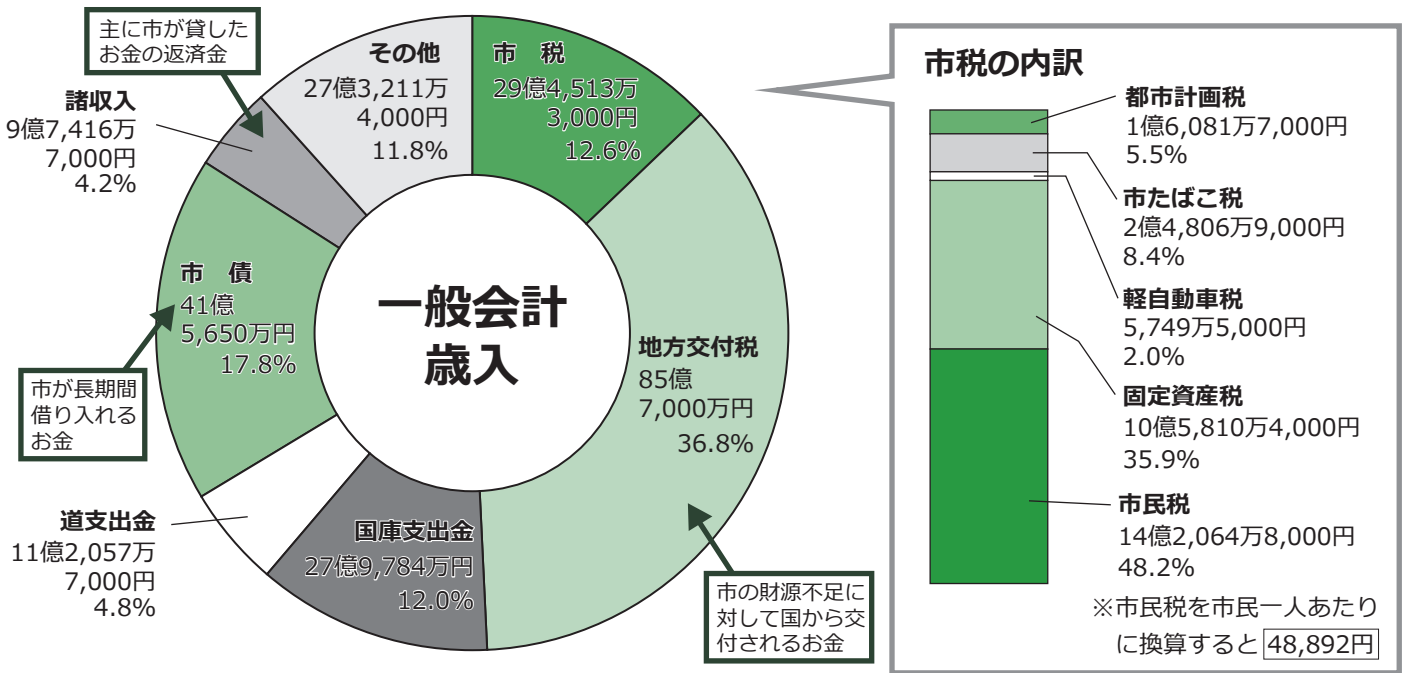 主に市が貸した
お金の返済金
諸収入
9億7,416万
7,000円
4.2%
その他
27億3,211万
4,000円
11.8%
市　税
29億4,513万
3,000円
12.6%
市　債
41億
5,650万円
17.8%
一般会計
歳入
地方交付税
85億
7,000万円
36.8%
市が長期間
借り入れる
お金
道支出金
11億2,057万
7,000円
4.8%
国庫支出金
27億9,784万円
12.0%
市の財源不足に
対して国から交
付されるお金
市税の内訳
都市計画税
1億6,081万7,000円
5.5%
市たばこ税
2億4,806万9,000円
8.4%
軽自動車税
5,749万5,000円
2.0%
固定資産税
10億5,810万4,000円
35.9%
市民税
14億2,064万8,000円
48.2%
※市民税を市民一人あたり
に換算すると 48,892円